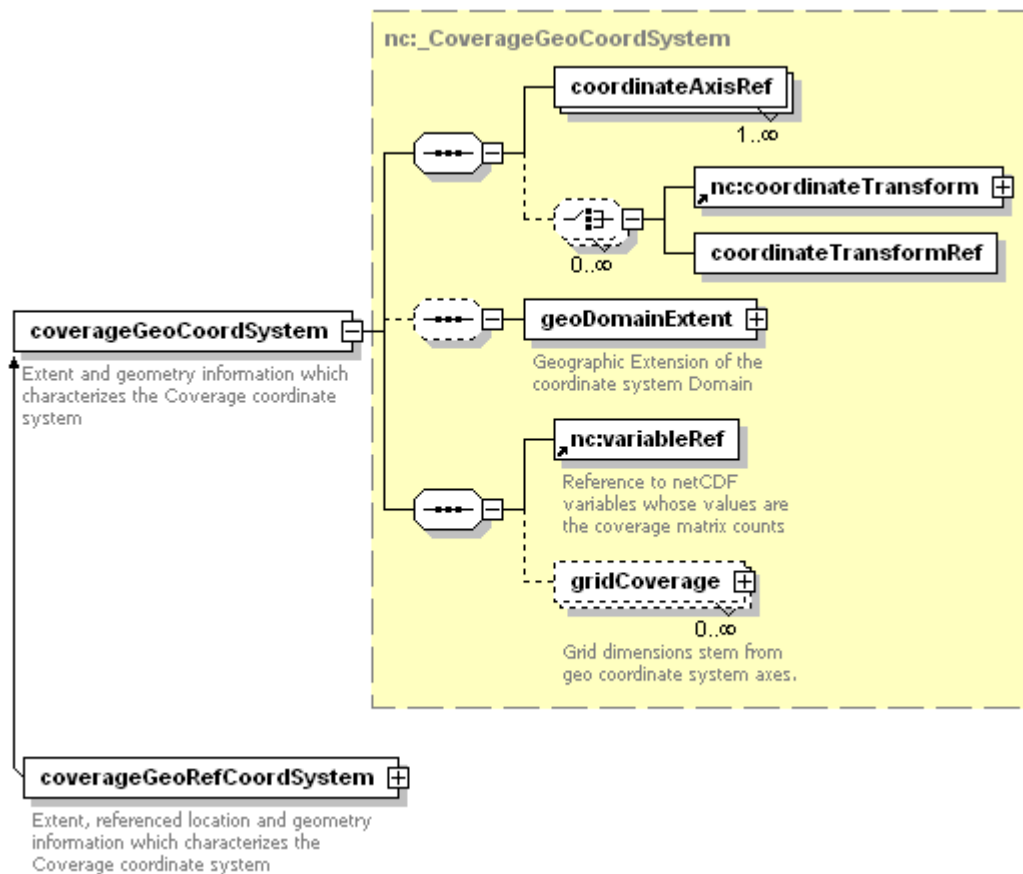 nc:_CoverageGeoCoordSystem
coordinateAxisRef
1..∞
nc:coordinateTransform
0..∞
coordinateTransformRef
coverageGeoCoordSystem
Extent and geometry information which
characterizes the Coverage coordinate
system
geoDomainExtent
Geographic Extension of the
coordinate system Domain
nc:variableRef
Reference to netCDF
variables whose values are
the coverage matrix counts
gridCoverage
0..∞
Grid dimensions stem from
geo coordinate system axes.
coverageGeoRefCoordSystem
Extent, referenced location and geometry
information which characterizes the
Coverage coordinate system